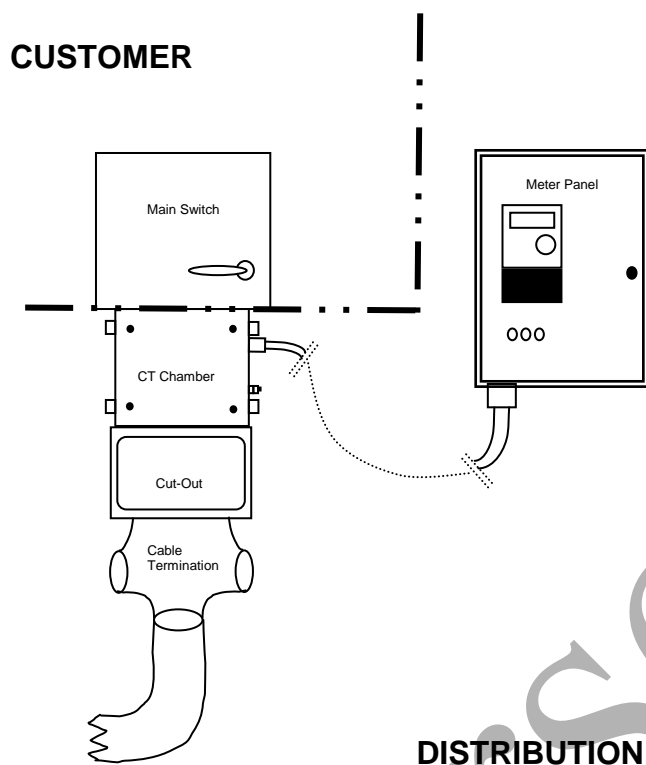 CUSTOMER
Main Switch
Meter Panel
CT Chamber
Cut-Out
Cable
Termination
DISTRIBUTION